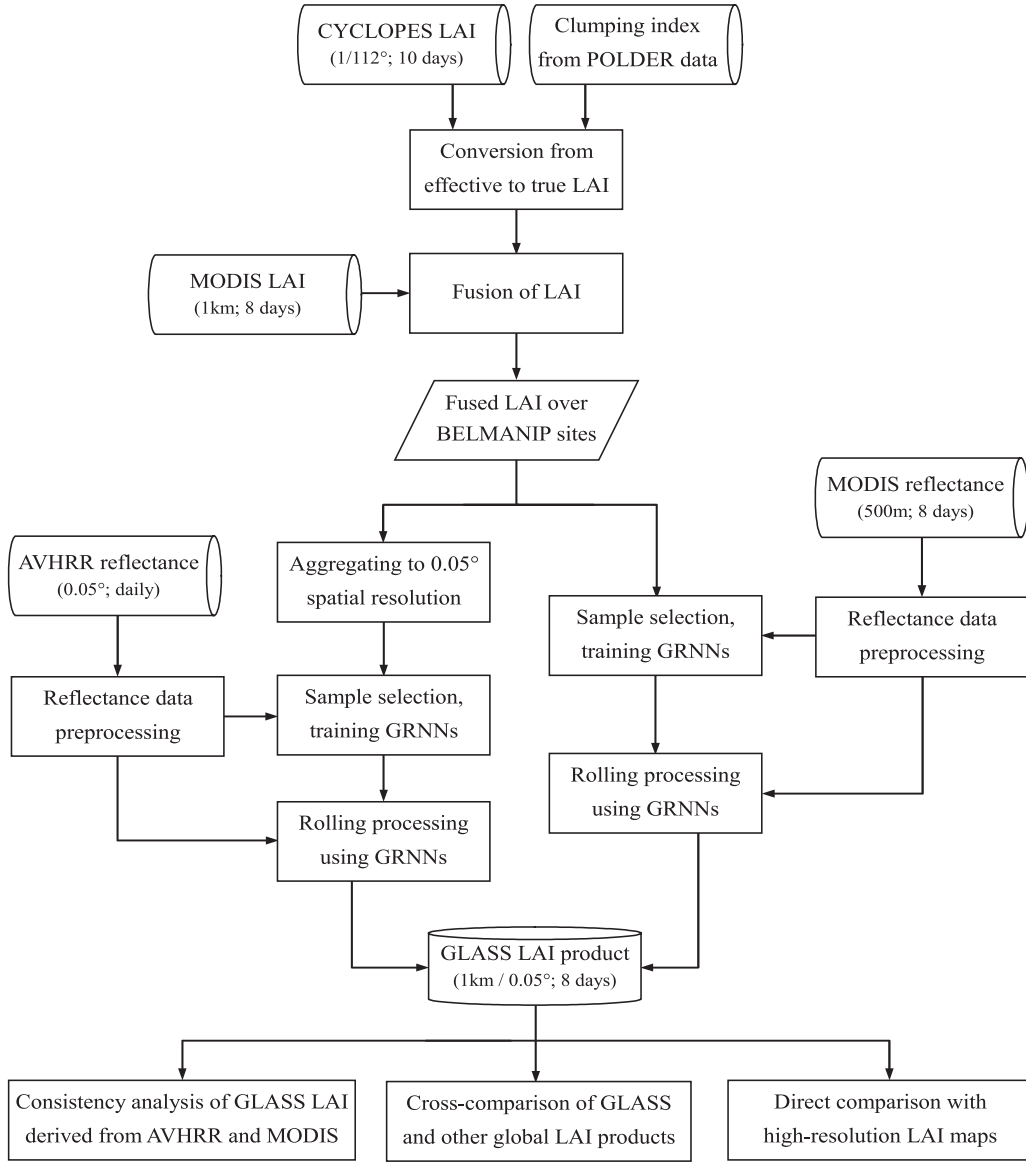 CYCLOPES LAI
(1/112°; 10 days)
Clumping index
from POLDER data
Conversion from
effective to true LAI
MODIS LAI
(1km; 8 days)
Fusion of LAI
Fused LAI over
BELMANIP sites
MODIS reflectance
(500m; 8 days)
AVHRR reflectance
(0.05°; daily)
Aggregating to 0.05°
spatial resolution
Sample selection,
training GRNNs
Reflectance data
preprocessing
Reflectance data
preprocessing
Sample selection,
training GRNNs
Rolling processing
using GRNNs
Rolling processing
using GRNNs
GLASS LAI product
(1km / 0.05°; 8 days)
Consistency analysis of GLASS LAI
derived from AVHRR and MODIS
Cross-comparison of GLASS
and other global LAI products
Direct comparison with
high-resolution LAI maps